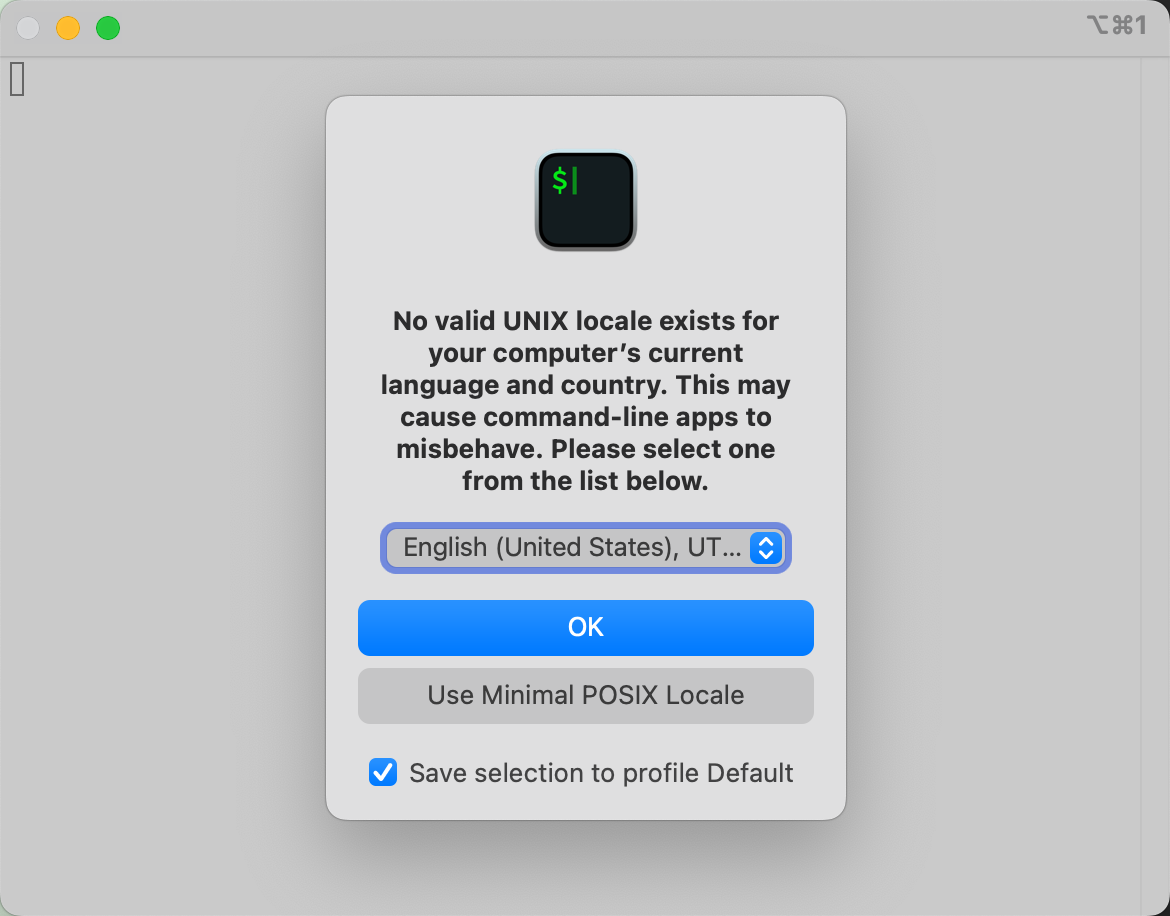 ⌥⌘1
$
No valid UNIX locale exists for
your computer’s current
language and country. This may
cause command-line apps to
misbehave. Please select one
from the list below.
English (United States), UT...
OK
Use Minimal POSIX Locale
Save selection to profile Default